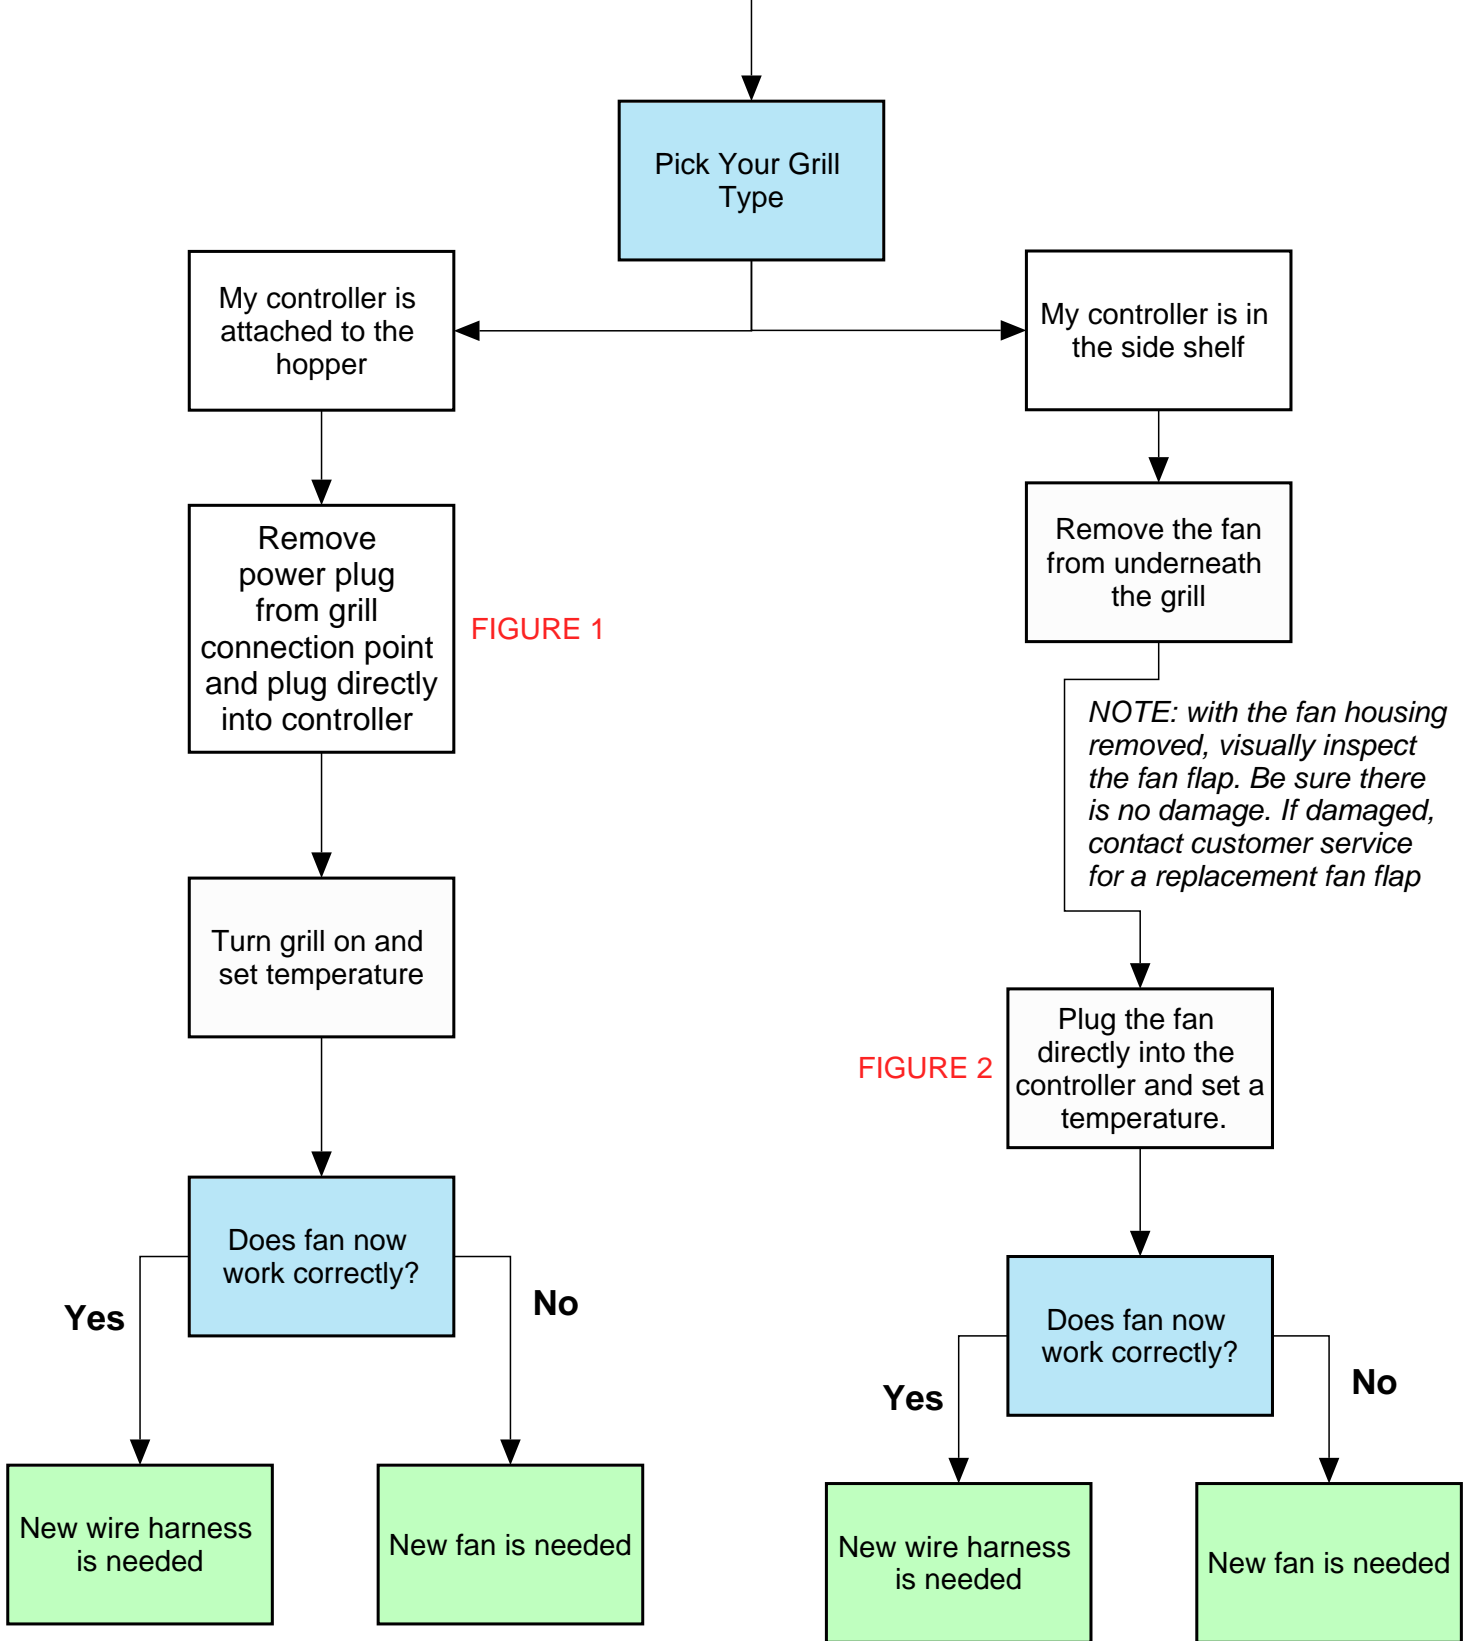 Pick Your Grill
Type
My controller is
attached to the
hopper
My controller is in
the side shelf
Remove
power plug
from grill
connection point
and plug directly
into controller
FIGURE 1
Remove the fan
from underneath
the grill
NOTE: with the fan housing
removed, visually inspect
the fan flap. Be sure there
is no damage. If damaged,
contact customer service
for a replacement fan flap
Turn grill on and
set temperature
FIGURE 2
Plug the fan
directly into the
controller and set a
temperature.
Does fan now
work correctly?
Yes
No
Does fan now
work correctly?
Yes
No
New wire harness
is needed
New fan is needed
New wire harness
is needed
New fan is needed